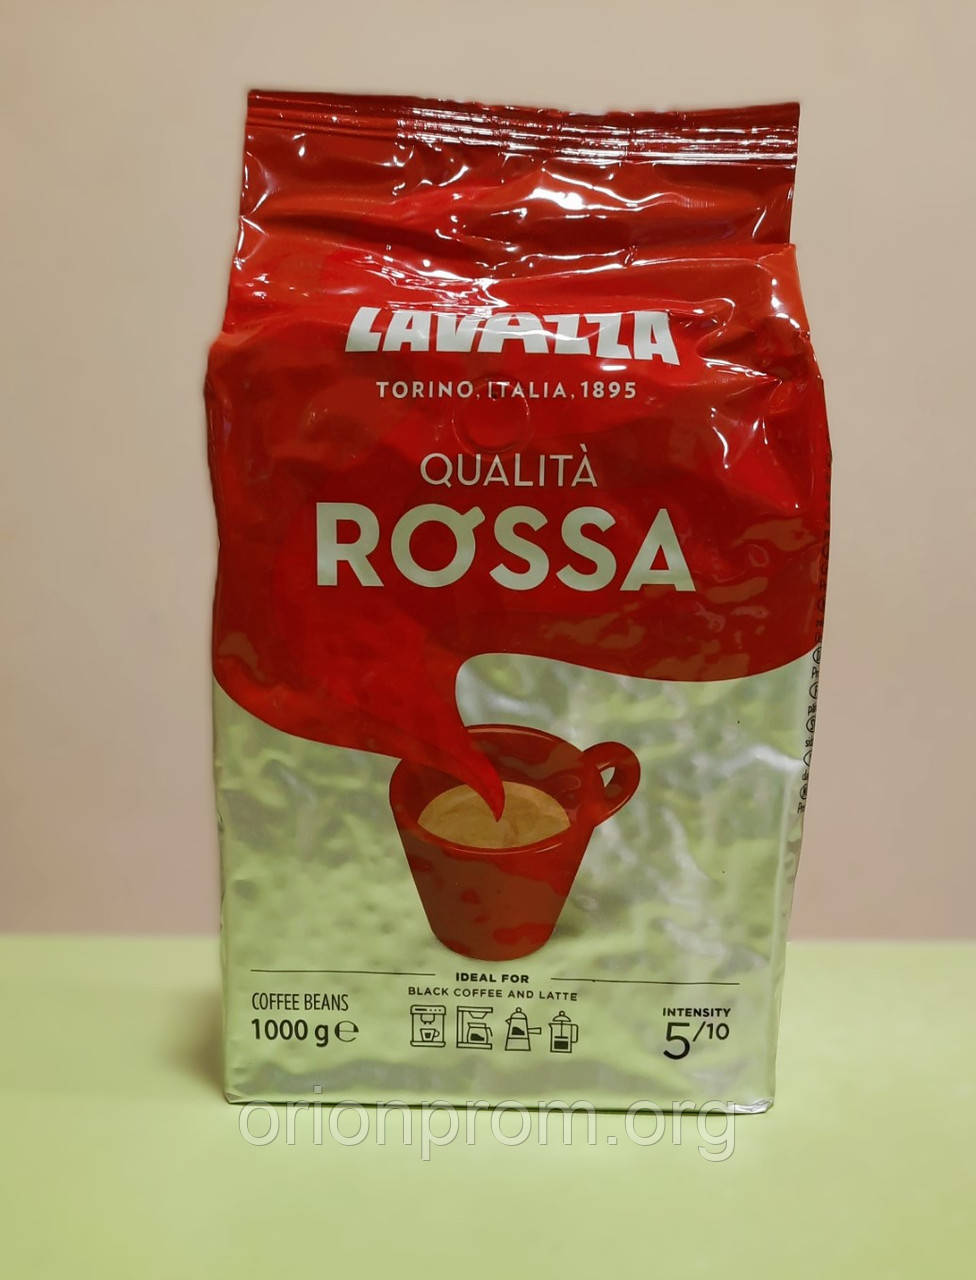 LAVAZZA
TORINO, ITALIA, 1895
QUALITÀ
ROSSA
IDEAL FOR
BLACK COFFEE AND LATTE
COFFEE BEANS
1000 g ℮
INTENSITY
5/10
orionprom.org